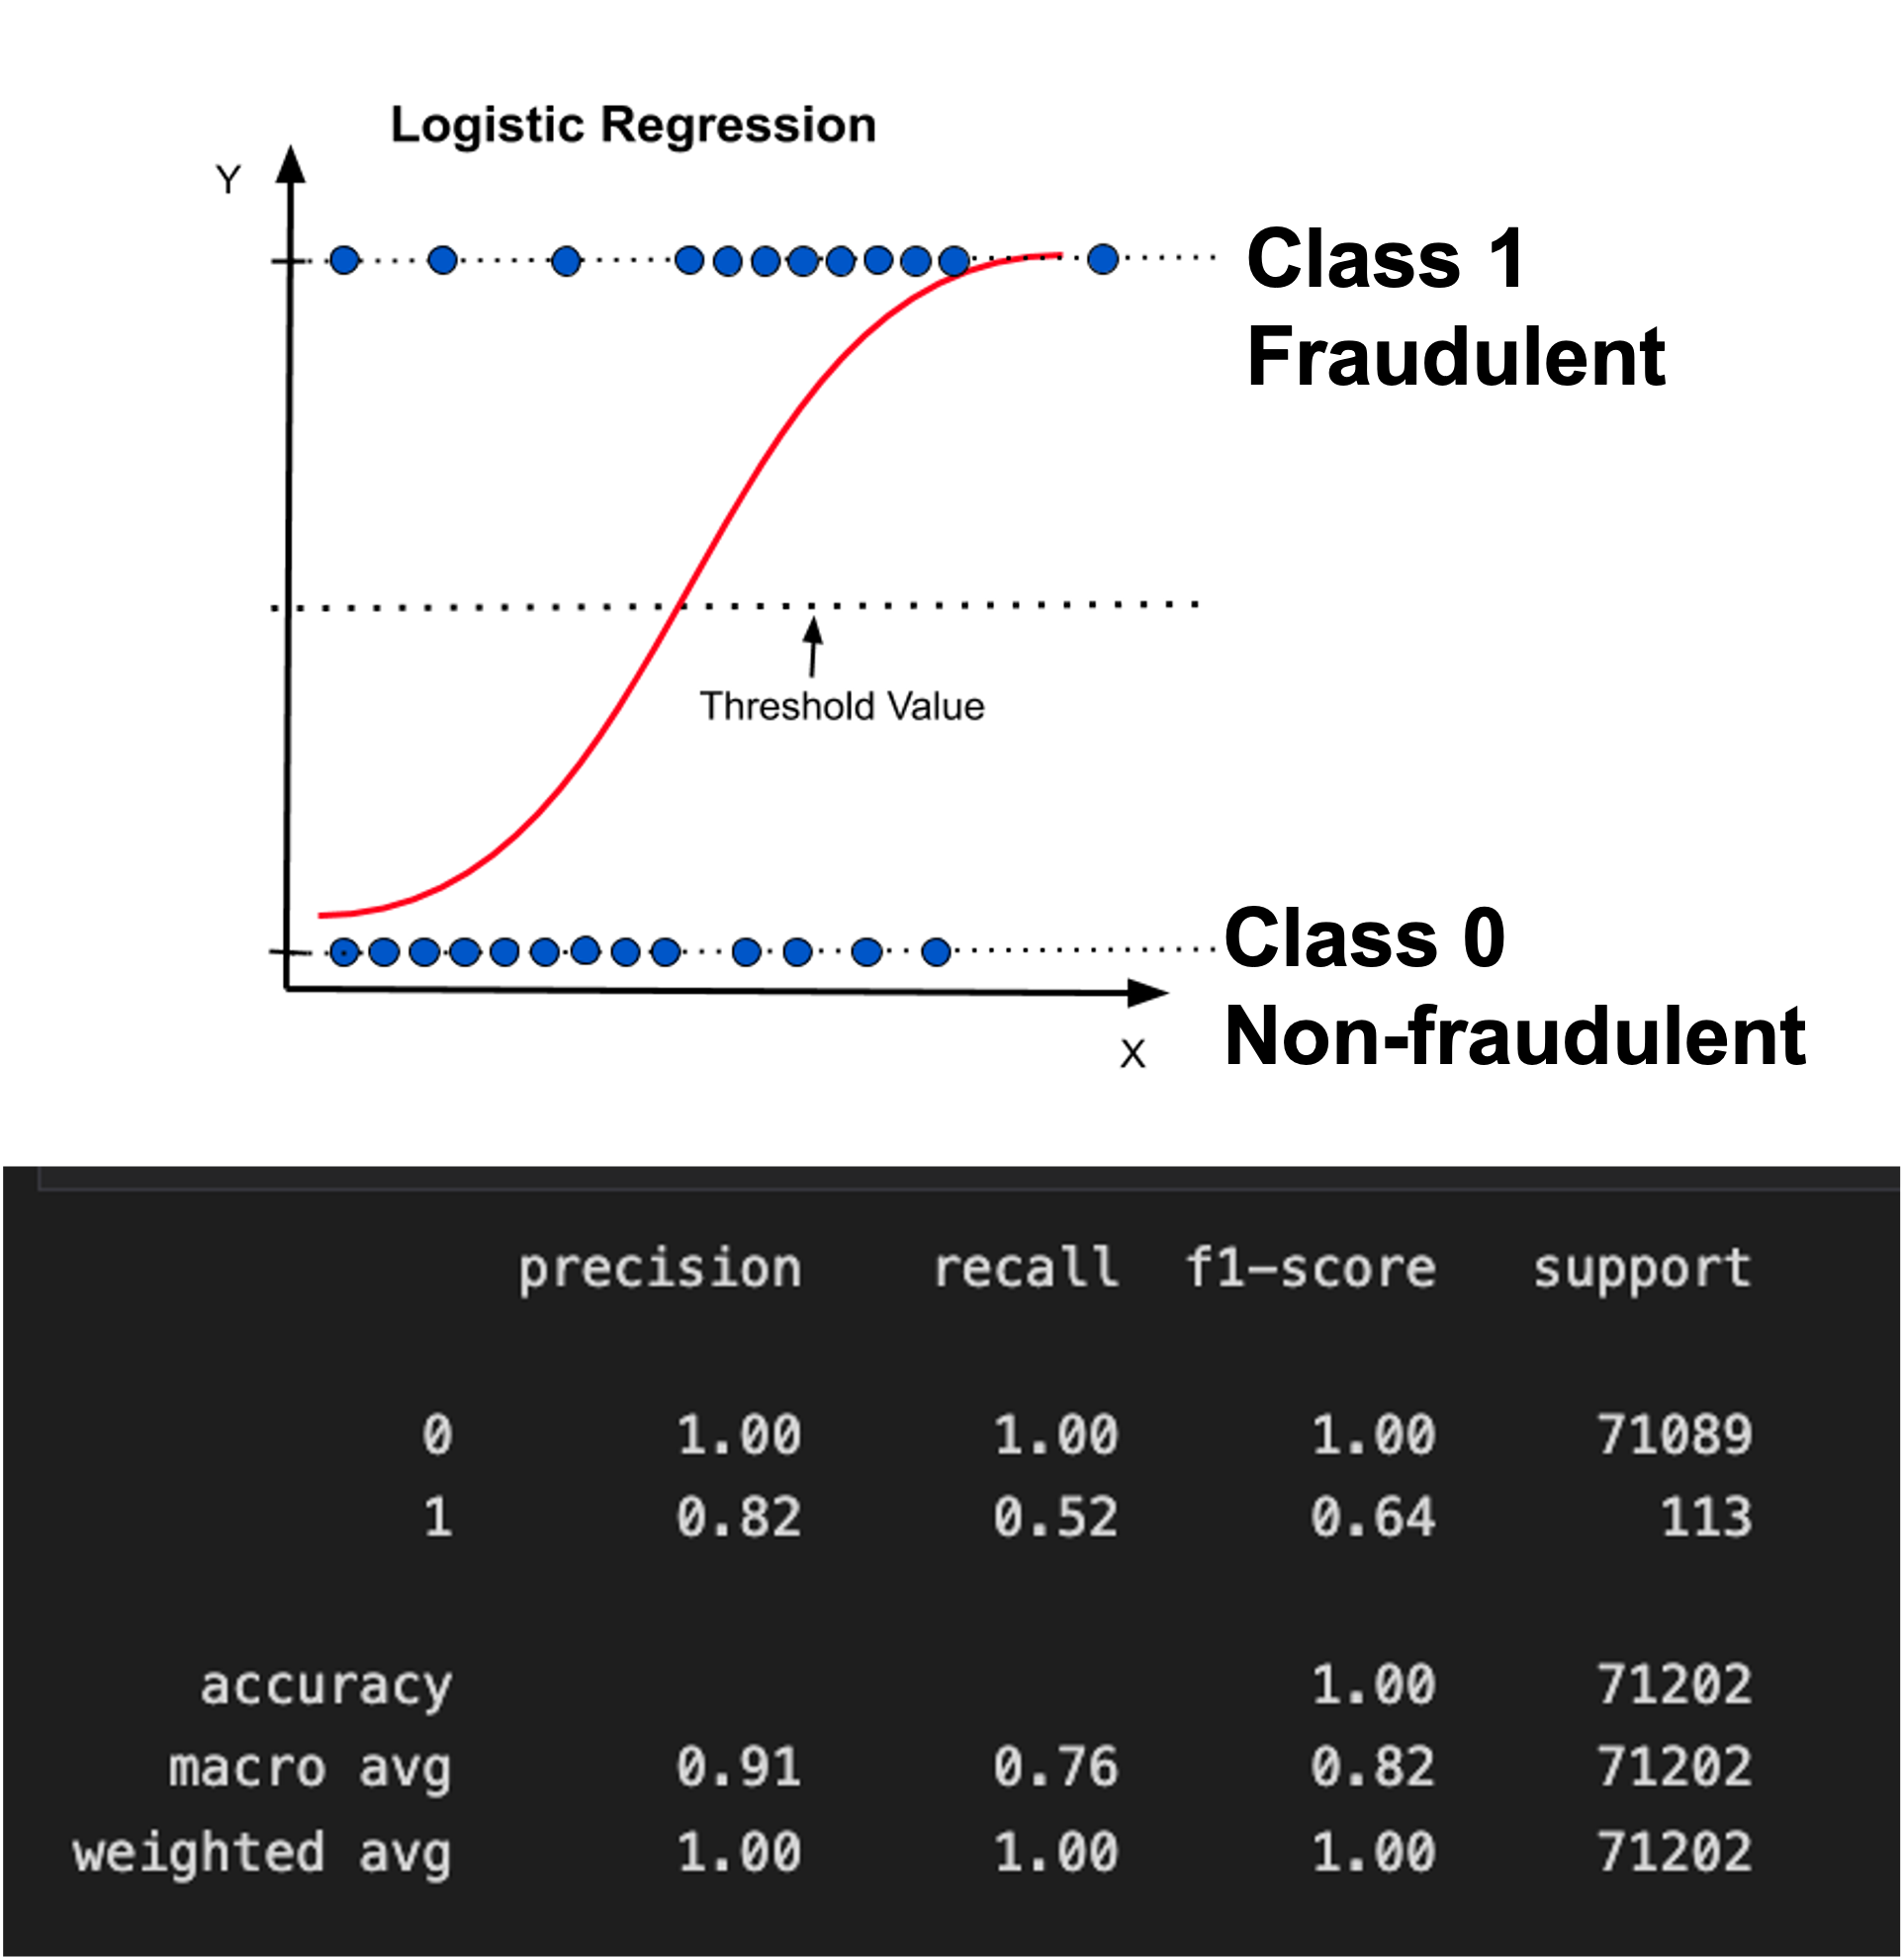 Logistic Regression
Y
Class 1
Fraudulent
Threshold Value
Class 0
Non-fraudulent
X
precision recall f1-score support
0 1.00 1.00 1.00 71089
1 0.82 0.52 0.64 113
accuracy 1.00 71202
macro avg 0.91 0.76 0.82 71202
weighted avg 1.00 1.00 1.00 71202